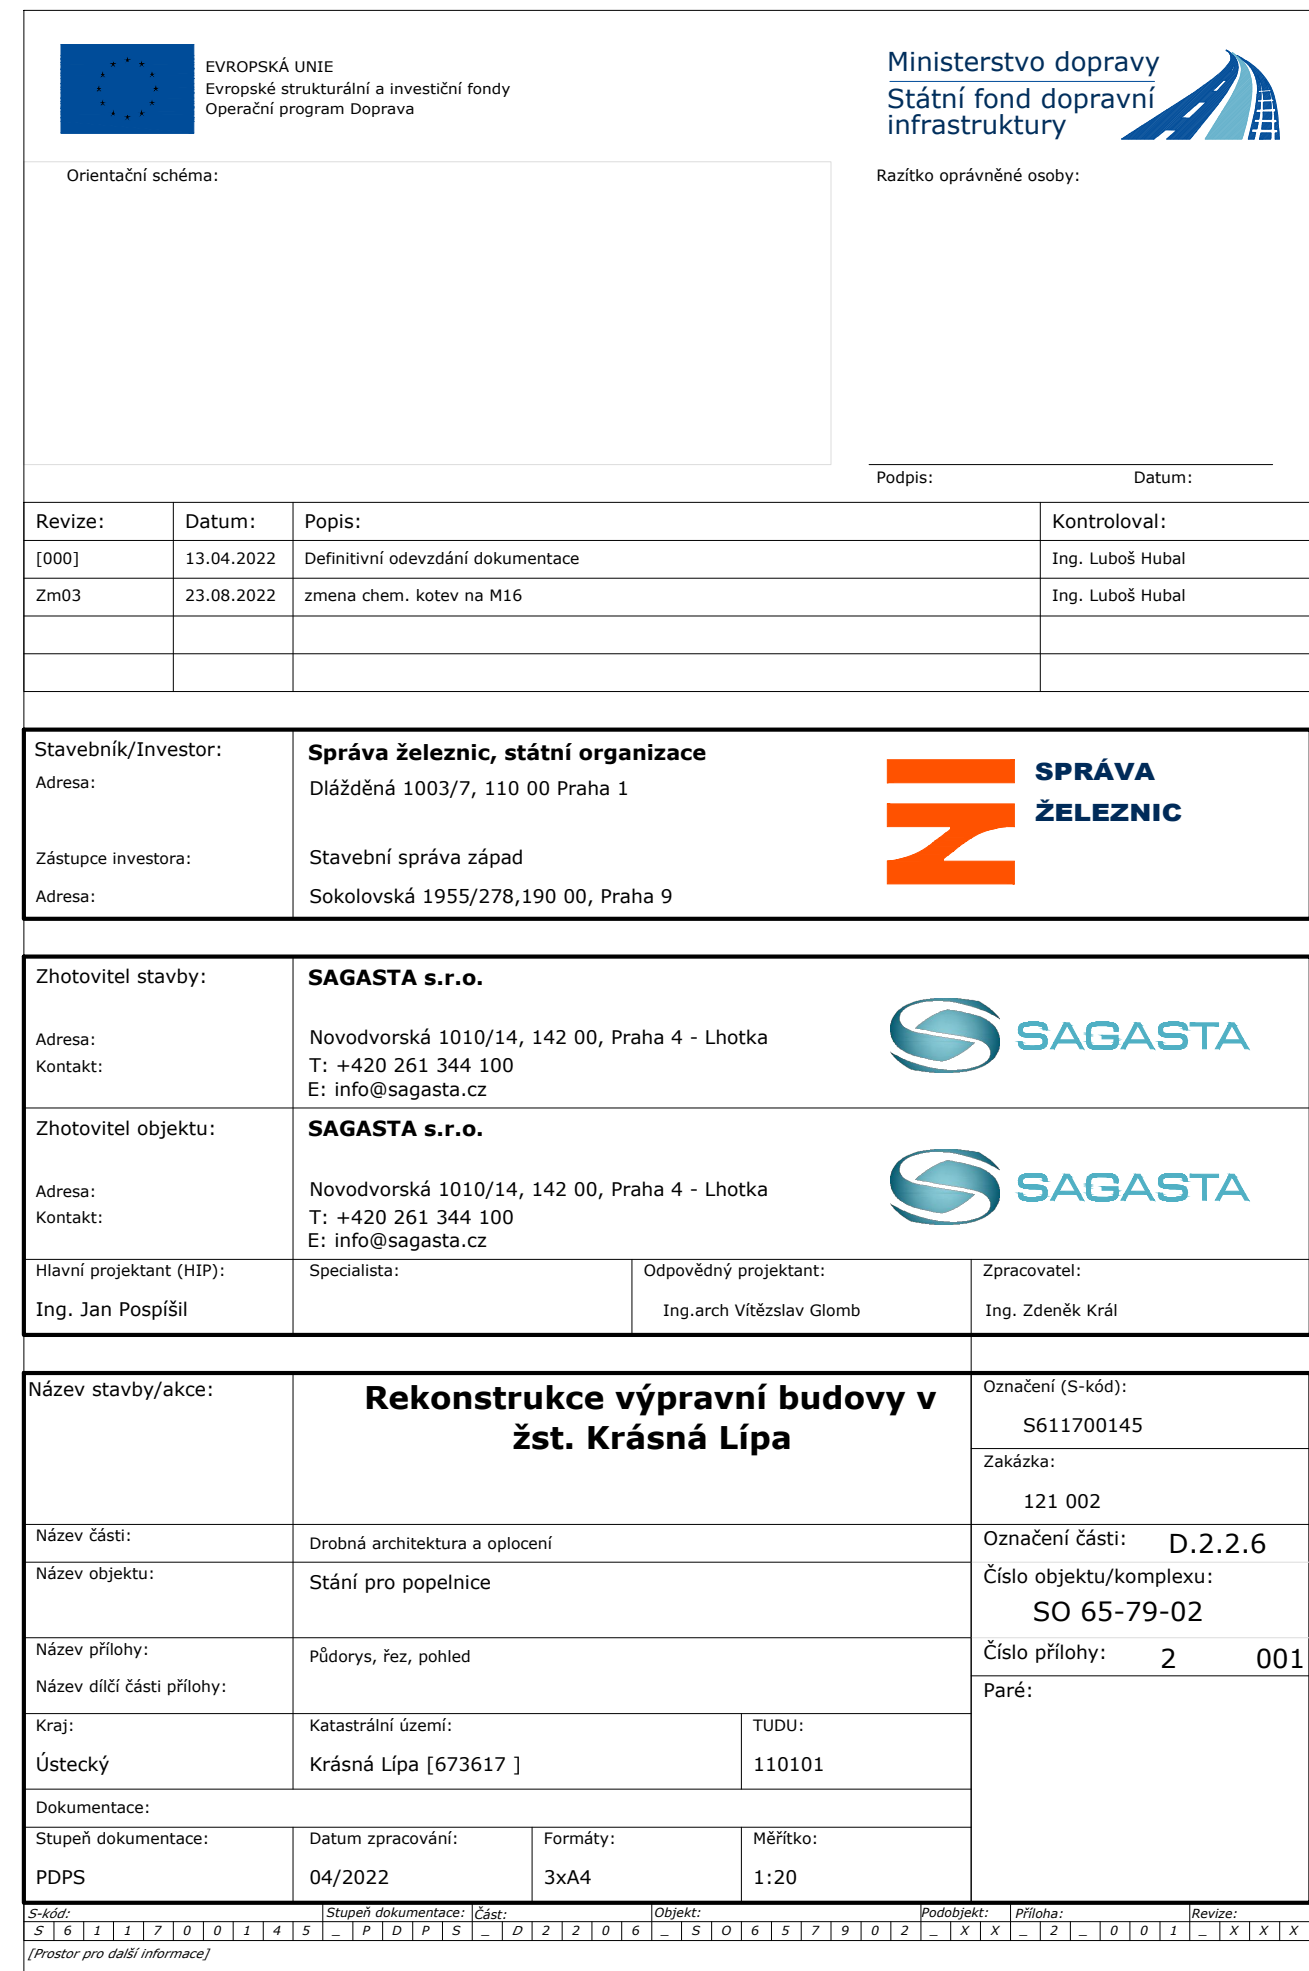 EVROPSKÁ UNIE
Evropské strukturální a investiční fondy
Operační program Doprava
Ministerstvo dopravy
Státní fond dopravní
infrastruktury
Orientační schéma:
Razítko oprávněné osoby:
Podpis: Datum:
Revize: Datum: Popis: Kontroloval:
[000] 13.04.2022 Definitivní odevzdání dokumentace Ing. Luboš Hubal
Zm03 23.08.2022 zmena chem. kotev na M16 Ing. Luboš Hubal
Stavebník/Investor: Správa železnic, státní organizace
Adresa: Dlážděná 1003/7, 110 00 Praha 1
SPRÁVA
ŽELEZNIC
Zástupce investora: Stavební správa západ
Adresa: Sokolovská 1955/278,190 00, Praha 9
Zhotovitel stavby: SAGASTA s.r.o.
Adresa: Novodvorská 1010/14, 142 00, Praha 4 - Lhotka
Kontakt: T: +420 261 344 100
E: info@sagasta.cz
SAGASTA
Zhotovitel objektu: SAGASTA s.r.o.
Adresa: Novodvorská 1010/14, 142 00, Praha 4 - Lhotka
Kontakt: T: +420 261 344 100
E: info@sagasta.cz
SAGASTA
Hlavní projektant (HIP): Specialista: Odpovědný projektant: Zpracovatel:
Ing. Jan Pospíšil Ing.arch Vítězslav Glomb Ing. Zdeněk Král
Název stavby/akce: Rekonstrukce výpravní budovy v
žst. Krásná Lípa
Označení (S-kód):
S611700145
Zakázka:
121 002
Název části: Drobná architektura a oplocení
Označení části: D.2.2.6
Název objektu: Stání pro popelnice
Číslo objektu/komplexu:
SO 65-79-02
Název přílohy: Půdorys, řez, pohled
Číslo přílohy: 2 001
Název dílčí části přílohy:
Paré:
Kraj: Katastrální území: TUDU:
Ústecký Krásná Lípa [673617 ] 110101
Dokumentace:
Stupeň dokumentace: Datum zpracování: Formáty: Měřítko:
PDPS 04/2022 3xA4 1:20
S-kód: Stupeň dokumentace: Část: Objekt: Podobjekt: Příloha: Revize:
S 6 1 1 7 0 0 1 4 5 _ P D P S _ D 2 2 0 6 _ S O 6 5 7 9 0 2 _ X X _ 2 _ 0 0 1 _ X X X
[Prostor pro další informace]